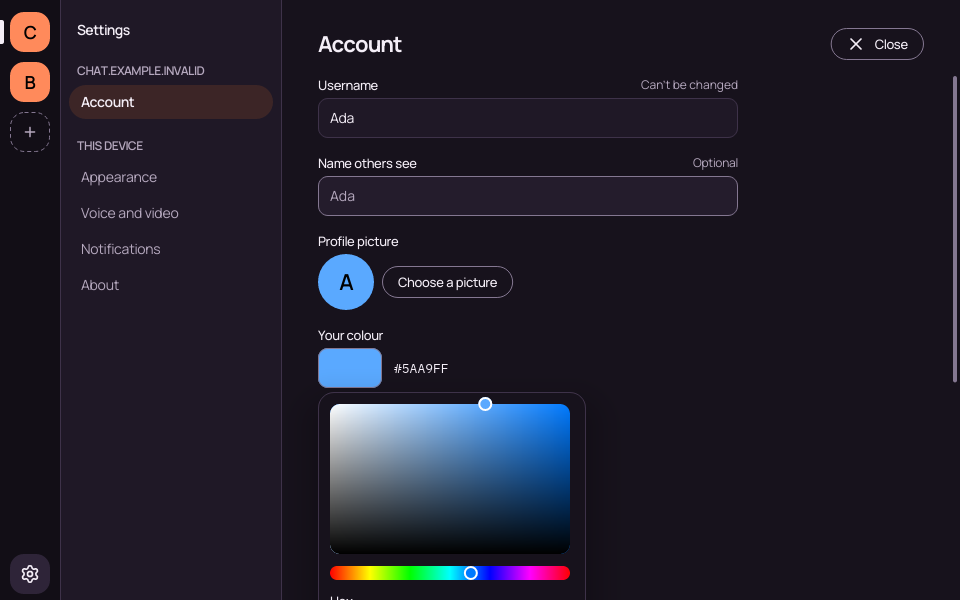 C
B
Settings
CHAT.EXAMPLE.INVALID
Account
THIS DEVICE
Appearance
Voice and video
Notifications
About
Account
Close
Username
Can't be changed
Ada
Name others see
Optional
Ada
Profile picture
A
Choose a picture
Your colour
#5AA9FF